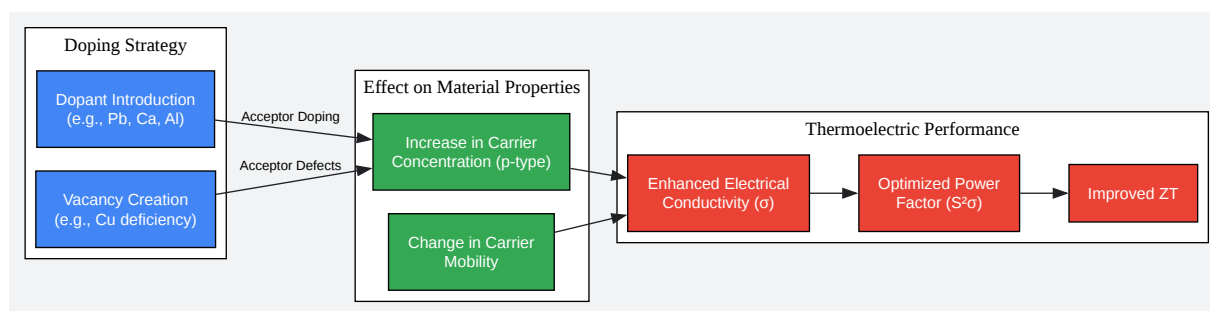 Doping Strategy
Dopant Introduction
(e.g., Pb, Ca, Al)
Vacancy Creation
(e.g., Cu deficiency)
Acceptor Doping
Acceptor Defects
Effect on Material Properties
Increase in Carrier
Concentration (p-type)
Change in Carrier
Mobility
Thermoelectric Performance
Enhanced Electrical
Conductivity (σ)
Optimized Power
Factor (S²σ)
Improved ZT